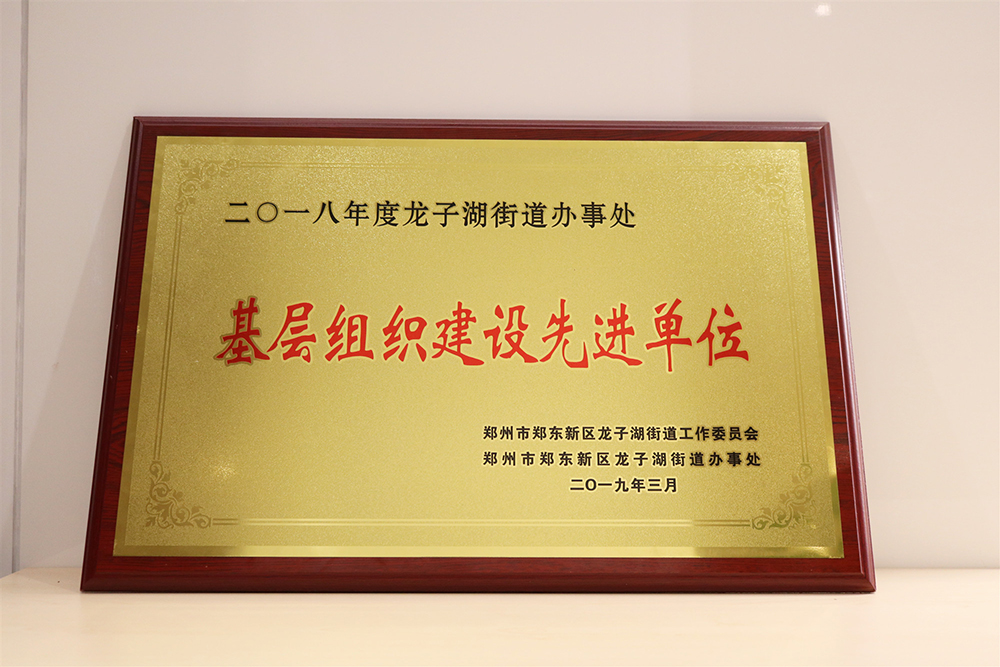 二〇一八年度龙子湖街道办事处
基层组织建设先进单位
郑州市郑东新区龙子湖街道工作委员会
郑州市郑东新区龙子湖街道办事处
二〇一九年三月